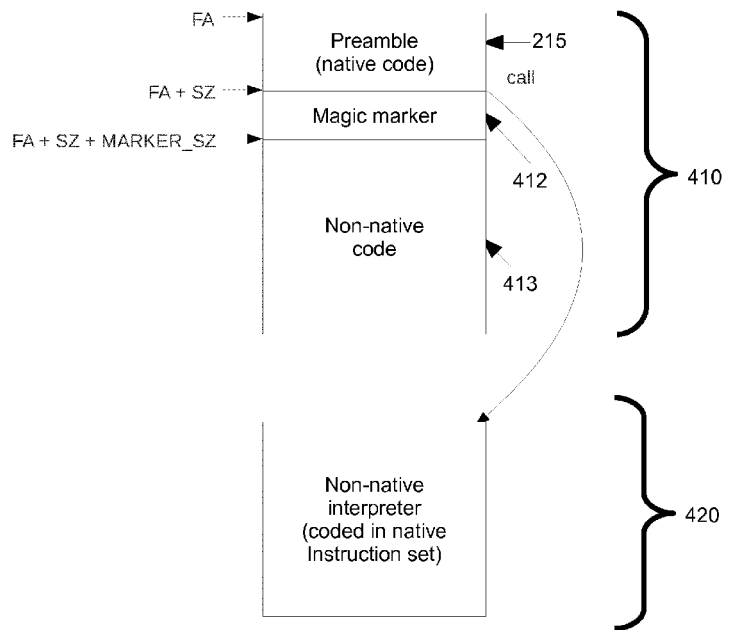 FA
Preamble
(native code)
215
call
FA + SZ
Magic marker
FA + SZ + MARKER_SZ
412
410
Non-native
code
413
Non-native
interpreter
(coded in native
Instruction set)
420